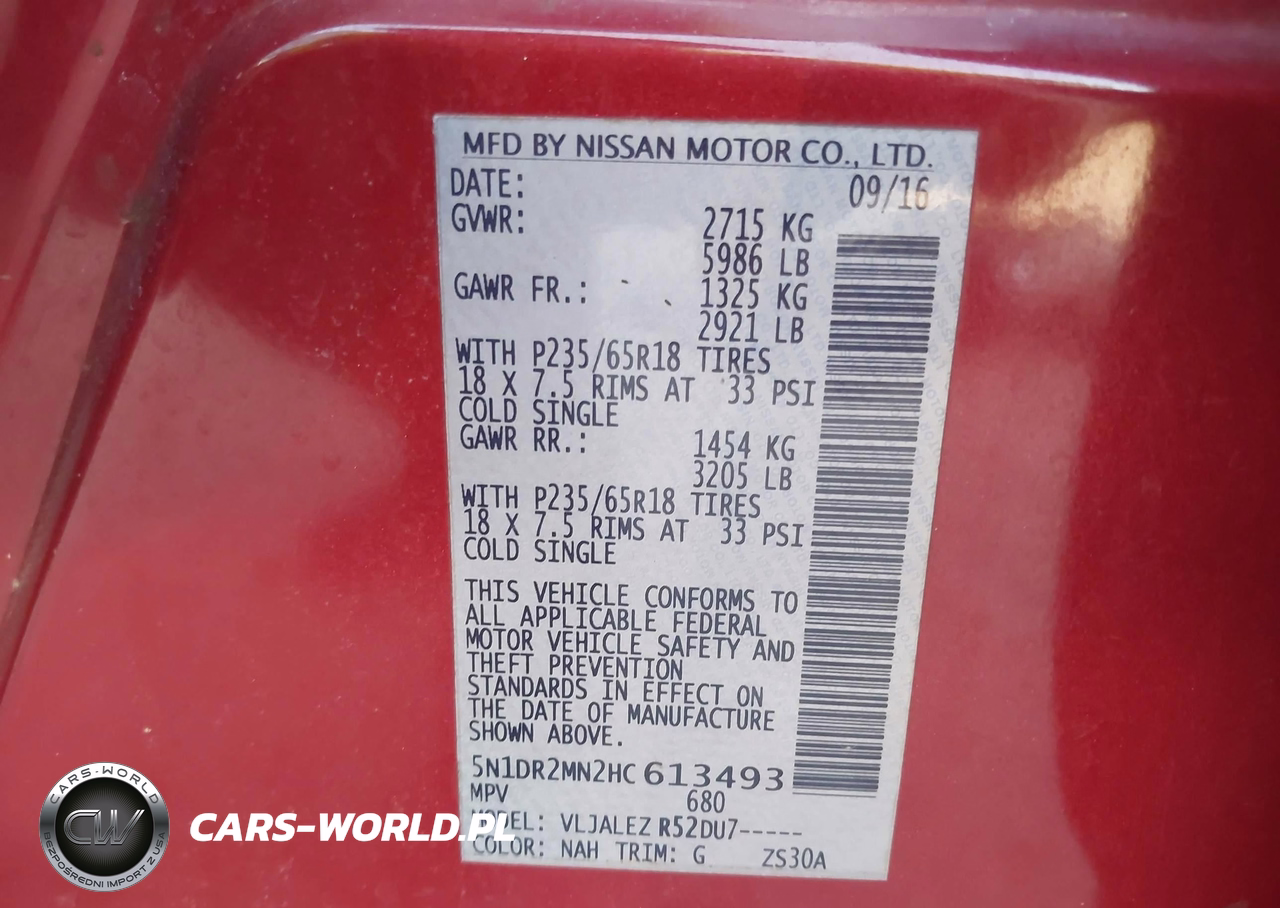 MFD BY NISSAN MOTOR CO., LTD.
DATE: 09/16
GVWR: 2715 KG
5986 LB
GAWR FR.: 1325 KG
2921 LB
WITH P235/65R18 TIRES
18 X 7.5 RIMS AT 33 PSI
COLD SINGLE
GAWR RR.: 1454 KG
3205 LB
WITH P235/65R18 TIRES
18 X 7.5 RIMS AT 33 PSI
COLD SINGLE
THIS VEHICLE CONFORMS TO
ALL APPLICABLE FEDERAL
MOTOR VEHICLE SAFETY AND
THEFT PREVENTION
STANDARDS IN EFFECT ON
THE DATE OF MANUFACTURE
SHOWN ABOVE.
5N1DR2MN2HC613493
MPV 680
MODEL: VLJALEZ R52DU7-----
COLOR: NAH TRIM: G ZS30A
CARS-WORLD
CW
BEZPOŚREDNI IMPORT Z USA
CARS-WORLD.PL